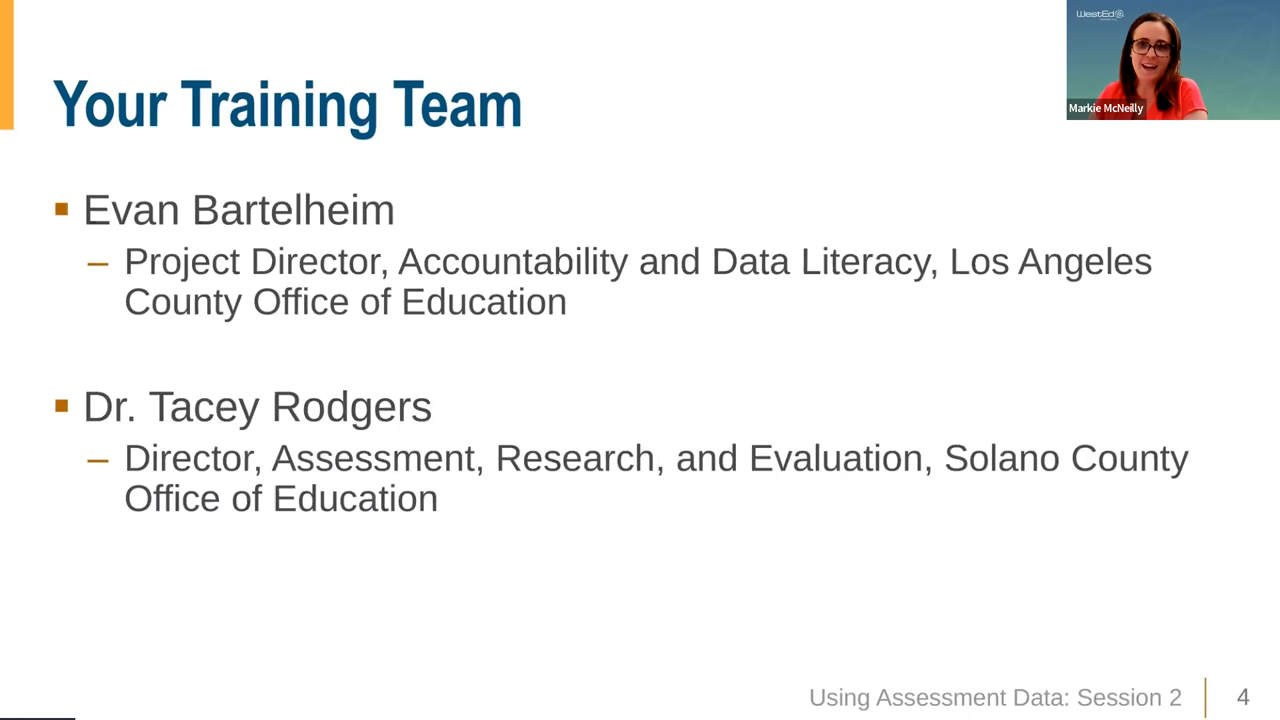 WestEd
Markie McNeilly
Your Training Team
Evan Bartelheim
– Project Director, Accountability and Data Literacy, Los Angeles
County Office of Education
Dr. Tacey Rodgers
– Director, Assessment, Research, and Evaluation, Solano County
Office of Education
Using Assessment Data: Session 2
4